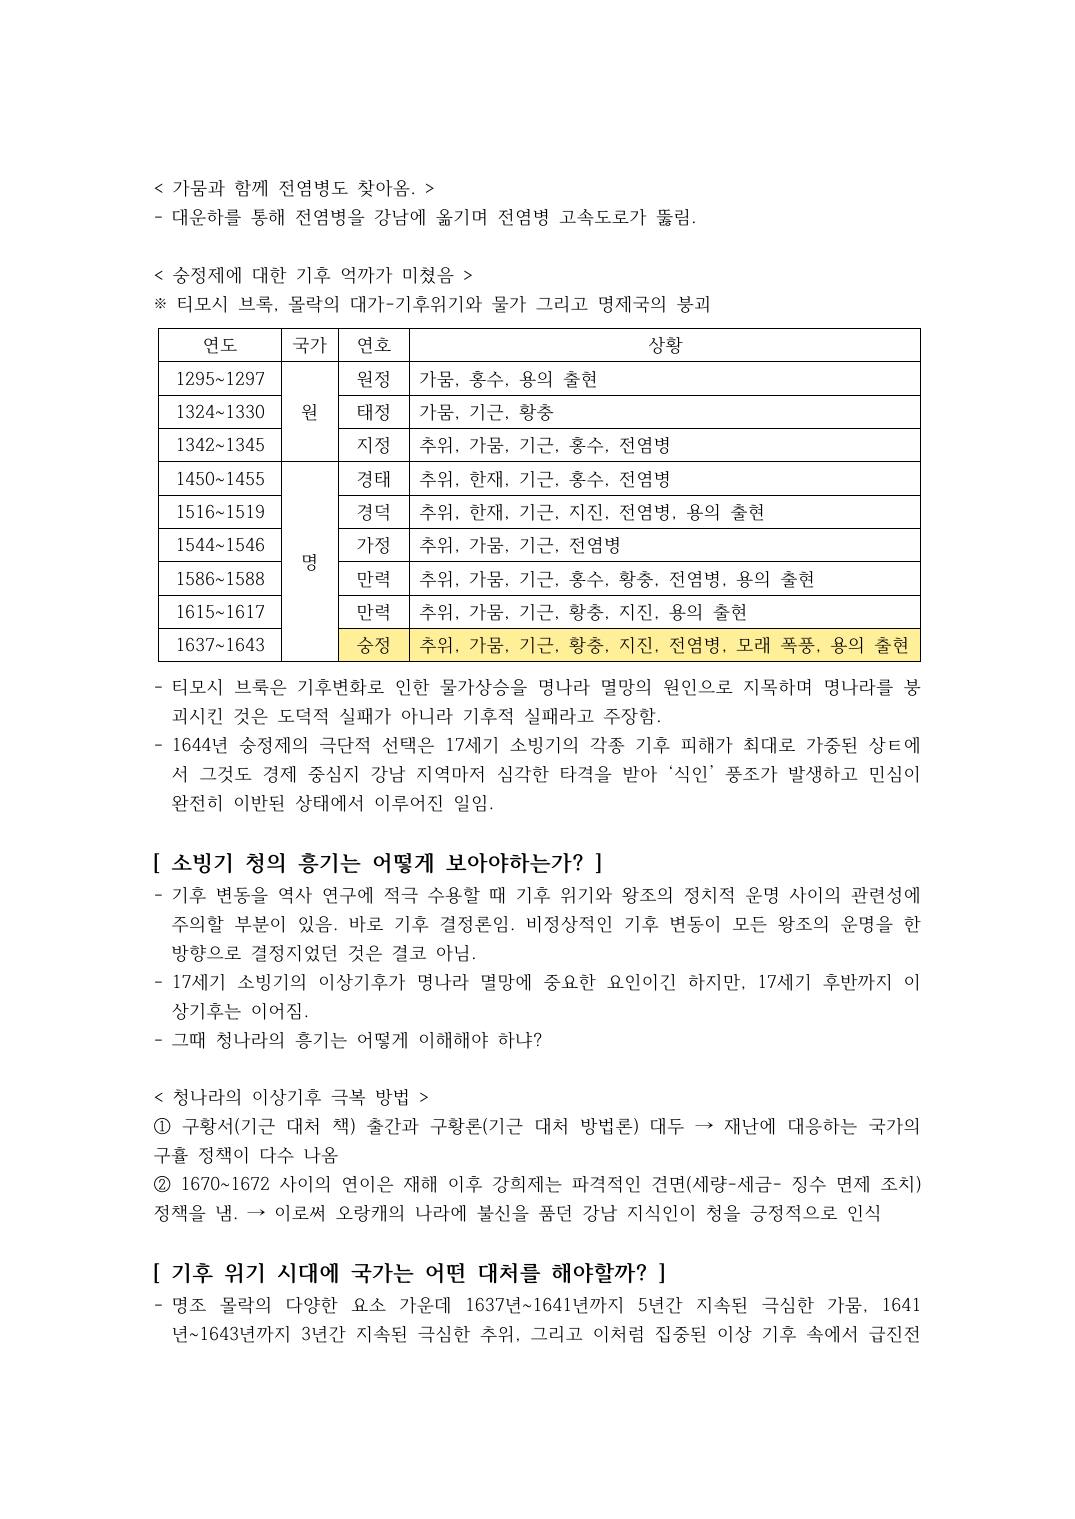 < 가뭄과 함께 전염병도 찾아옴. >
- 대운하를 통해 전염병을 강남에 옮기며 전염병 고속도로가 뚫림.
< 숭정제에 대한 기후 억까가 미쳤음 >
※ 티모시 브록, 몰락의 대가-기후위기와 물가 그리고 명제국의 붕괴
연도 국가 연호 상황
1295~1297 원 원정 가뭄, 홍수, 용의 출현
1324~1330 태정 가뭄, 기근, 황충
1342~1345 지정 추위, 가뭄, 기근, 홍수, 전염병
1450~1455 명 경태 추위, 한재, 기근, 홍수, 전염병
1516~1519 경덕 추위, 한재, 기근, 지진, 전염병, 용의 출현
1544~1546 가정 추위, 가뭄, 기근, 전염병
1586~1588 만력 추위, 가뭄, 기근, 홍수, 황충, 전염병, 용의 출현
1615~1617 만력 추위, 가뭄, 기근, 황충, 지진, 용의 출현
1637~1643 숭정 추위, 가뭄, 기근, 황충, 지진, 전염병, 모래 폭풍, 용의 출현
- 티모시 브룩은 기후변화로 인한 물가상승을 명나라 멸망의 원인으로 지목하며 명나라를 붕
괴시킨 것은 도덕적 실패가 아니라 기후적 실패라고 주장함.
- 1644년 숭정제의 극단적 선택은 17세기 소빙기의 각종 기후 피해가 최대로 가중된 상ㅌ에
서 그것도 경제 중심지 강남 지역마저 심각한 타격을 받아 ‘식인’ 풍조가 발생하고 민심이
완전히 이반된 상태에서 이루어진 일임.
[ 소빙기 청의 흥기는 어떻게 보아야하는가? ]
- 기후 변동을 역사 연구에 적극 수용할 때 기후 위기와 왕조의 정치적 운명 사이의 관련성에
주의할 부분이 있음. 바로 기후 결정론임. 비정상적인 기후 변동이 모든 왕조의 운명을 한
방향으로 결정지었던 것은 결코 아님.
- 17세기 소빙기의 이상기후가 명나라 멸망에 중요한 요인이긴 하지만, 17세기 후반까지 이
상기후는 이어짐.
- 그때 청나라의 흥기는 어떻게 이해해야 하냐?
< 청나라의 이상기후 극복 방법 >
① 구황서(기근 대처 책) 출간과 구황론(기근 대처 방법론) 대두 → 재난에 대응하는 국가의
구휼 정책이 다수 나옴
② 1670~1672 사이의 연이은 재해 이후 강희제는 파격적인 견면(세량-세금- 징수 면제 조치)
정책을 냄. → 이로써 오랑캐의 나라에 불신을 품던 강남 지식인이 청을 긍정적으로 인식
[ 기후 위기 시대에 국가는 어떤 대처를 해야할까? ]
- 명조 몰락의 다양한 요소 가운데 1637년~1641년까지 5년간 지속된 극심한 가뭄, 1641
년~1643년까지 3년간 지속된 극심한 추위, 그리고 이처럼 집중된 이상 기후 속에서 급진전